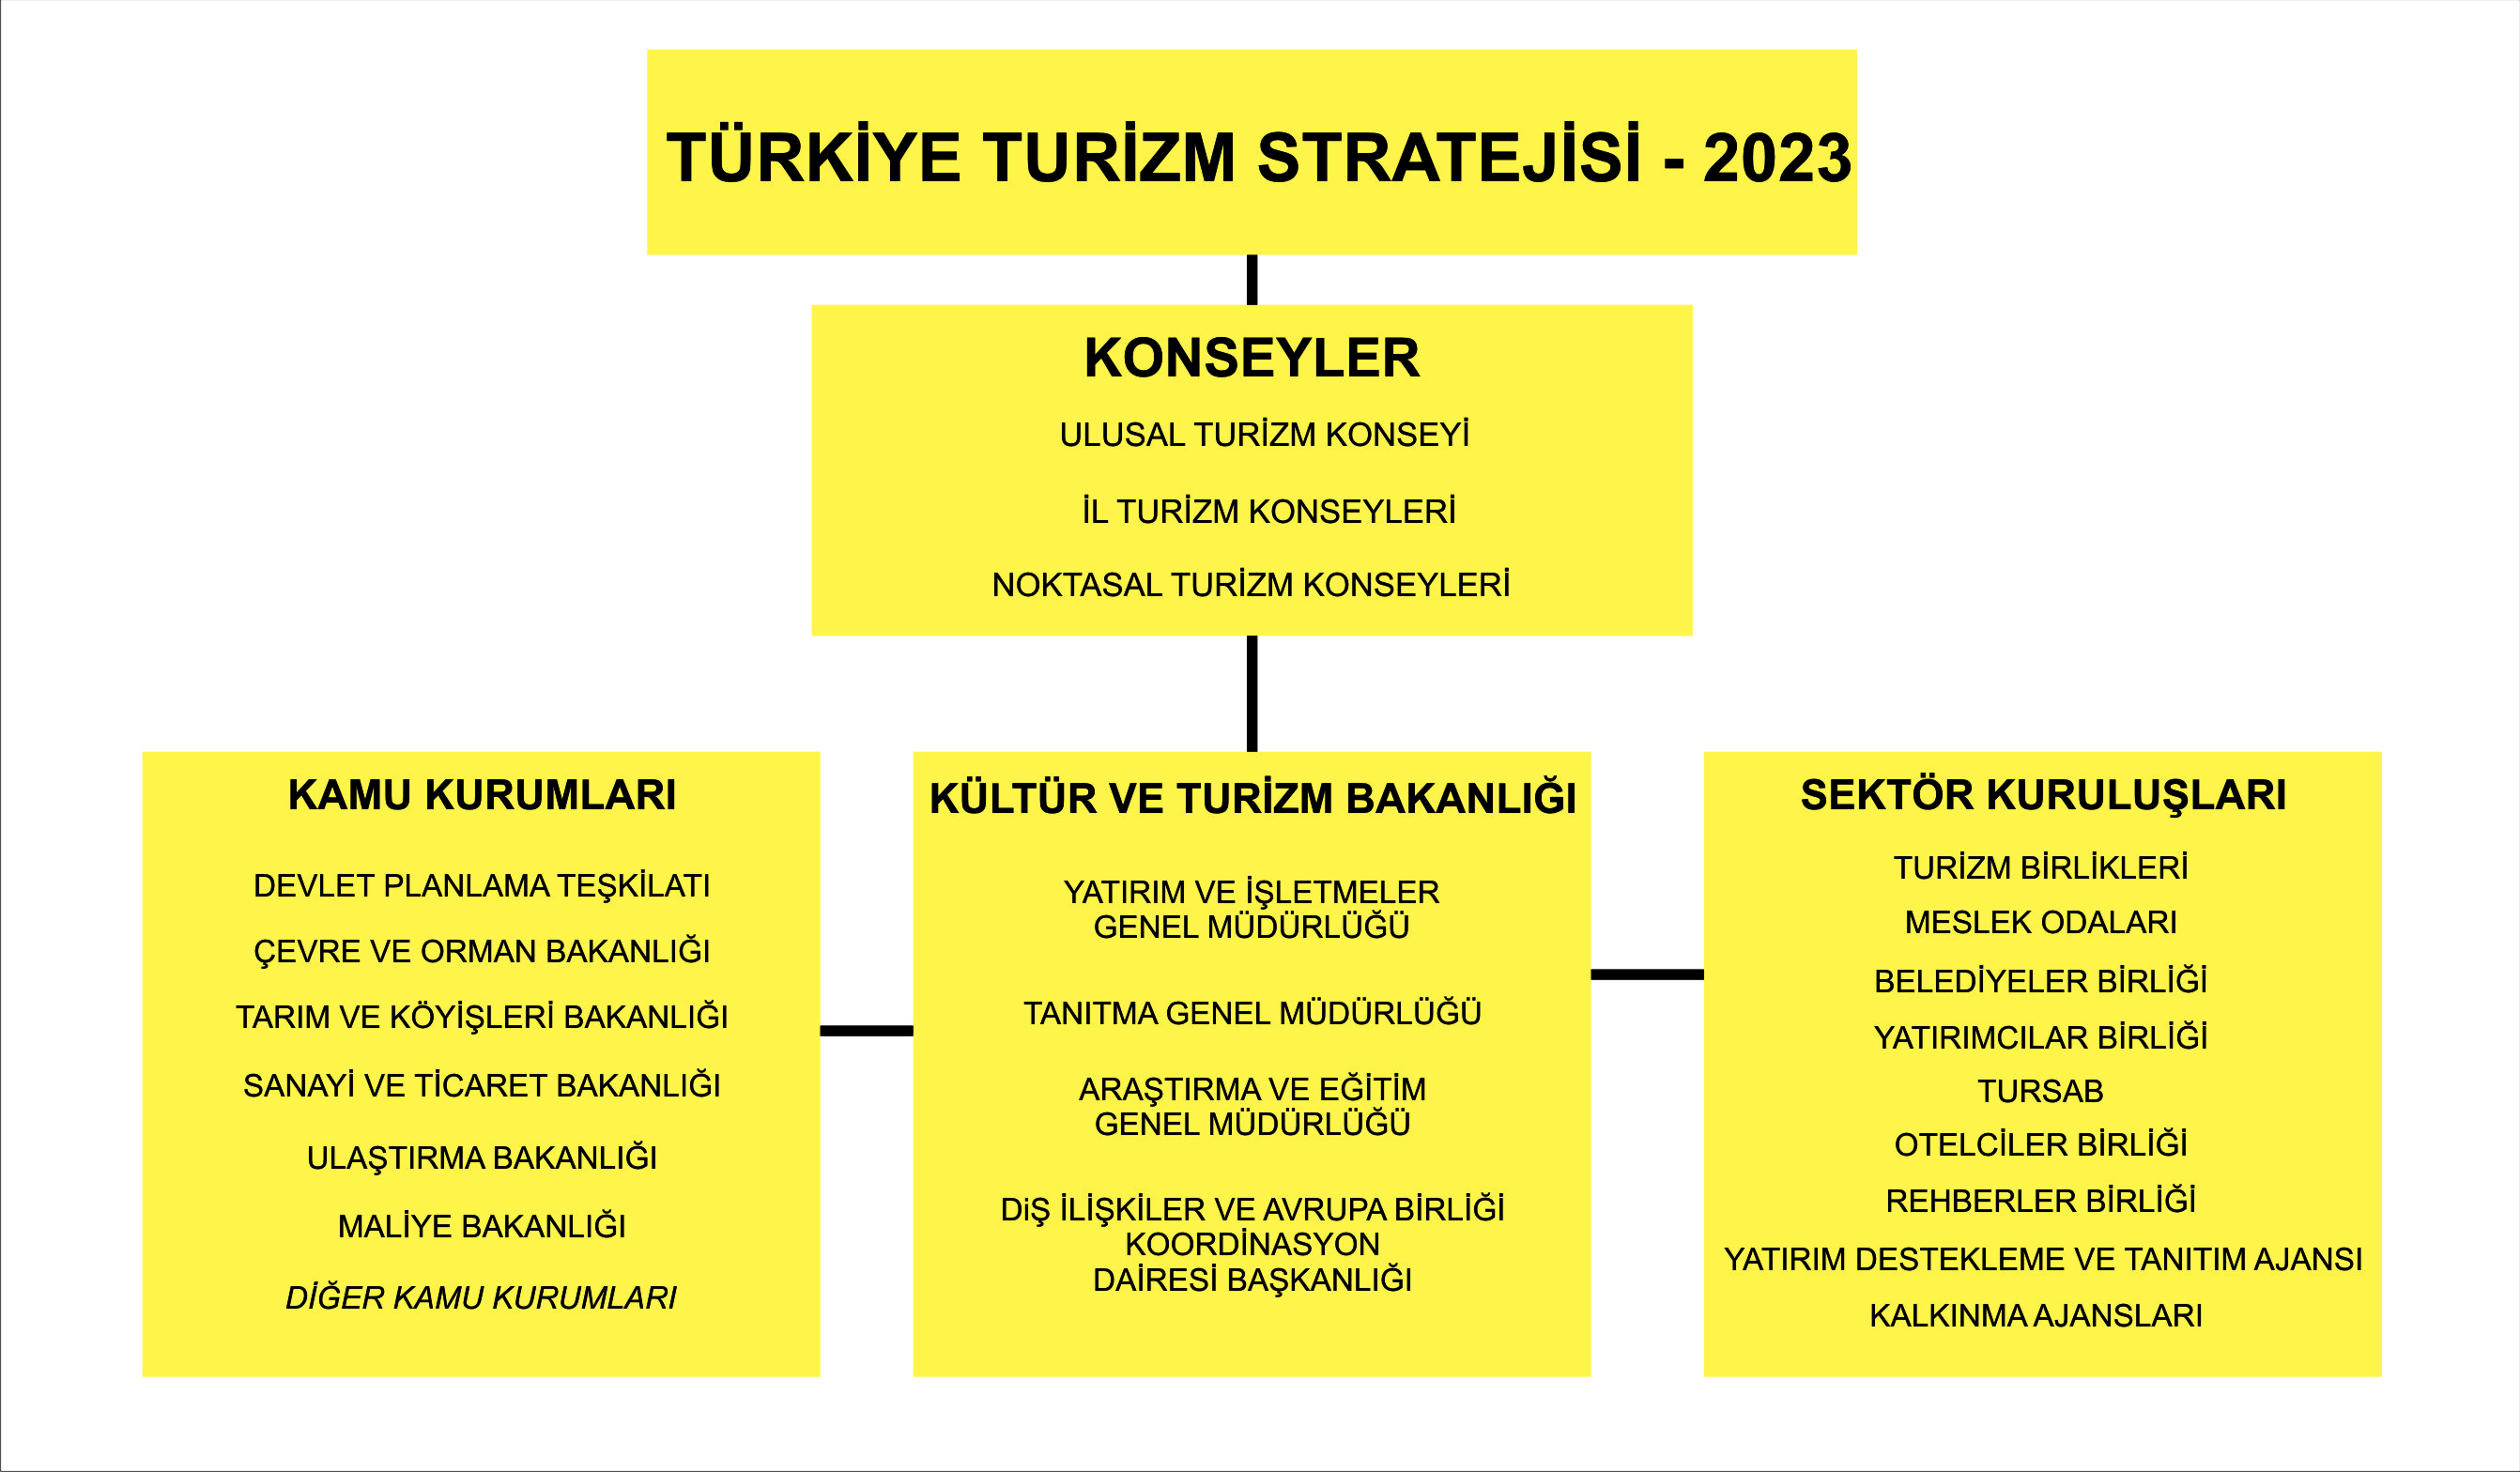 TÜRKİYE TURİZM STRATEJİSİ - 2023
KONSEYLER
ULUSAL TURİZM KONSEYİ
İL TURİZM KONSEYLERİ
NOKTASAL TURİZM KONSEYLERİ
KAMU KURUMLARI
DEVLET PLANLAMA TEŞKİLATI
ÇEVRE VE ORMAN BAKANLIĞI
TARIM VE KÖYİŞLERİ BAKANLIĞI
SANAYİ VE TİCARET BAKANLIĞI
ULAŞTIRMA BAKANLIĞI
MALİYE BAKANLIĞI
DİĞER KAMU KURUMLARI
KÜLTÜR VE TURİZM BAKANLIĞI
YATIRIM VE İŞLETMELER
GENEL MÜDÜRLÜĞÜ
TANITMA GENEL MÜDÜRLÜĞÜ
ARAŞTIRMA VE EĞİTİM
GENEL MÜDÜRLÜĞÜ
DiŞ İLİŞKİLER VE AVRUPA BİRLİĞİ
KOORDİNASYON
DAİRESİ BAŞKANLIĞI
SEKTÖR KURULUŞLARI
TURİZM BİRLİKLERİ
MESLEK ODALARI
BELEDİYELER BİRLİĞİ
YATIRIMCILAR BİRLİĞİ
TURSAB
OTELCİLER BİRLİĞİ
REHBERLER BİRLİĞİ
YATIRIM DESTEKLEME VE TANITIM AJANSI
KALKINMA AJANSLARI